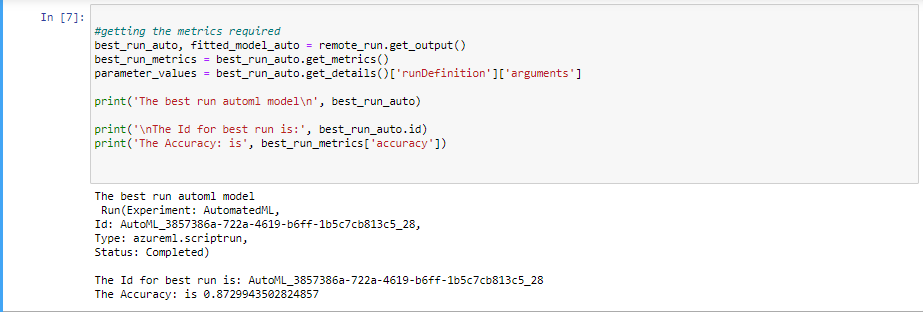 In [7]:
#getting the metrics required
best_run_auto, fitted_model_auto = remote_run.get_output()
best_run_metrics = best_run_auto.get_metrics()
parameter_values = best_run_auto.get_details()['runDefinition']['arguments']
print('The best run automl model\n', best_run_auto)
print('\nThe Id for best run is:', best_run_auto.id)
print('The Accuracy: is', best_run_metrics['accuracy'])
The best run automl model
Run(Experiment: AutomatedML,
Id: AutoML_3857386a-722a-4619-b6ff-1b5c7cb813c5_28,
Type: azureml.scriptrun,
Status: Completed)
The Id for best run is: AutoML_3857386a-722a-4619-b6ff-1b5c7cb813c5_28
The Accuracy: is 0.8729943502824857